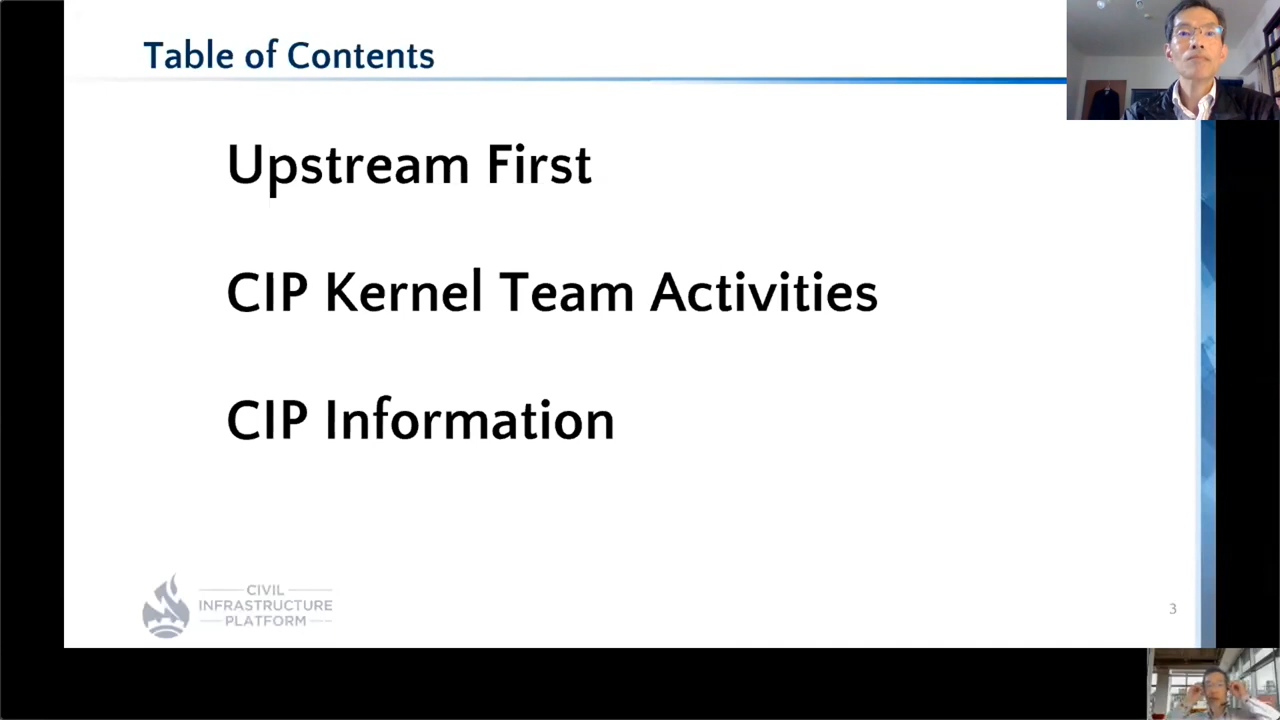 Table of Contents
Upstream First
CIP Kernel Team Activities
CIP Information
CIVIL
INFRASTRUCTURE
PLATFORM
3